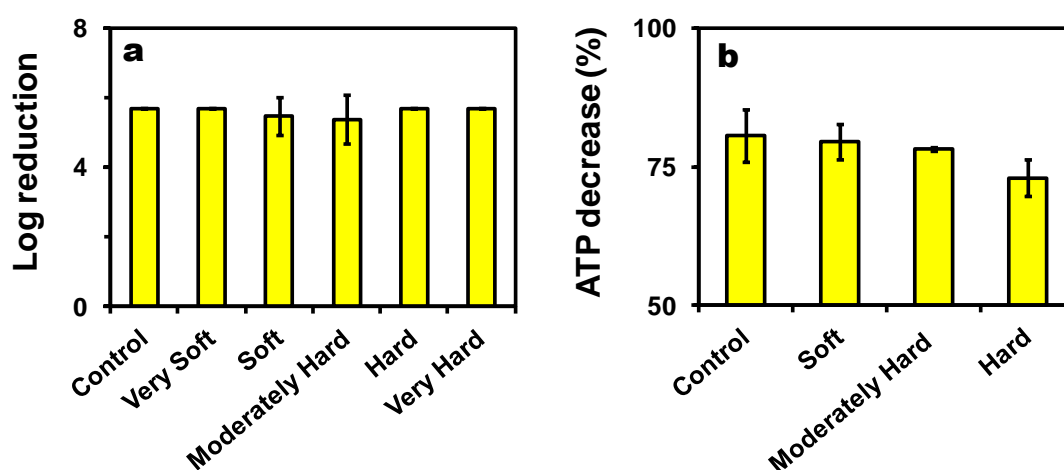 a
Log reduction
8
4
0
Control
Very Soft
Soft
Moderately Hard
Hard
Very Hard
b
ATP decrease (%)
100
75
50
Control
Soft
Moderately Hard
Hard